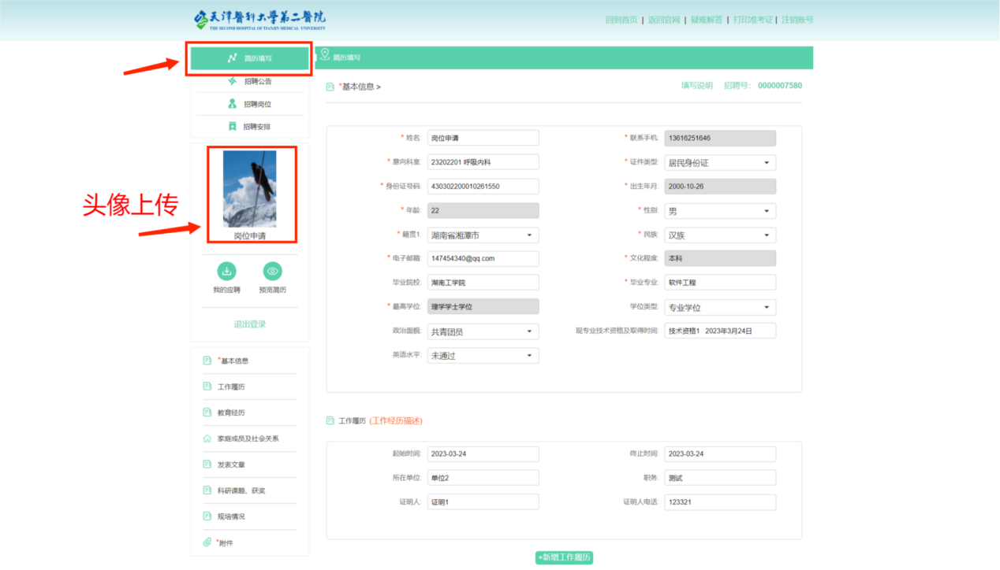 天津醫科大學第二醫院
THE SECOND HOSPITAL OF TIANJIN MEDICAL UNIVERSITY
回到首页 | 返回官网 | 疑难解答 | 打印准考证 | 注销账号
简历填写
招聘公告
招聘岗位
招聘安排
头像上传
岗位申请
我的应聘 预览简历
退出登录
*基本信息
工作履历
教育经历
家庭成员及社会关系
发表文章
科研课题、获奖
规培情况
*附件
简历填写
*基本信息 >
填写说明 招聘号: 0000007580
*姓名: 岗位申请 *联系手机: 13616251646
*意向科室: 23202201 呼吸内科 *证件类型: 居民身份证
*身份证号码: 430302200010261550 *出生年月: 2000-10-26
*年龄: 22 *性别: 男
*籍贯1: 湖南省湘潭市 *民族: 汉族
*电子邮箱: 147454340@qq.com *文化程度: 本科
毕业院校: 湖南工学院 *毕业专业: 软件工程
*最高学位: 理学学士学位 学位类型: 专业学位
政治面貌: 共青团员 现专业技术资格及取得时间: 技术资格1 2023年3月24日
英语水平: 未通过
工作履历 (工作经历描述)
起始时间: 2023-03-24 终止时间: 2023-03-24
所在单位: 单位2 职务: 测试
证明人: 证明1 证明人电话: 123321
+新增工作履历